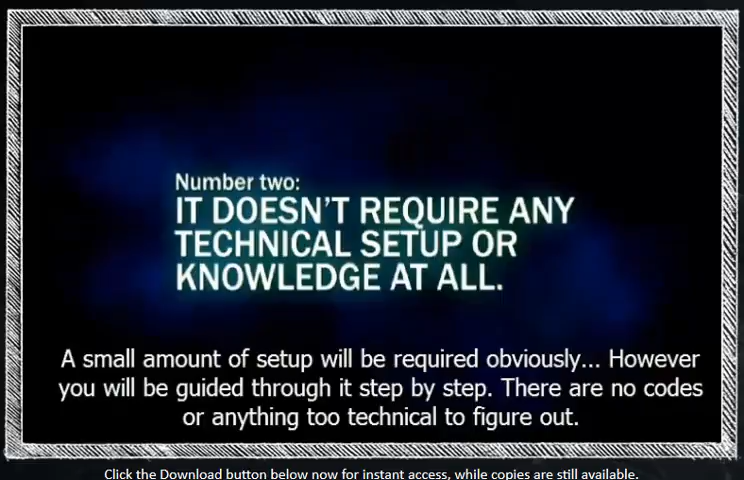 Number two:
IT DOESN'T REQUIRE ANY
TECHNICAL SETUP OR
KNOWLEDGE AT ALL.
A small amount of setup will be required obviously... However
you will be guided through it step by step. There are no codes
or anything too technical to figure out.
Click the Download button below now for instant access, while copies are still available.